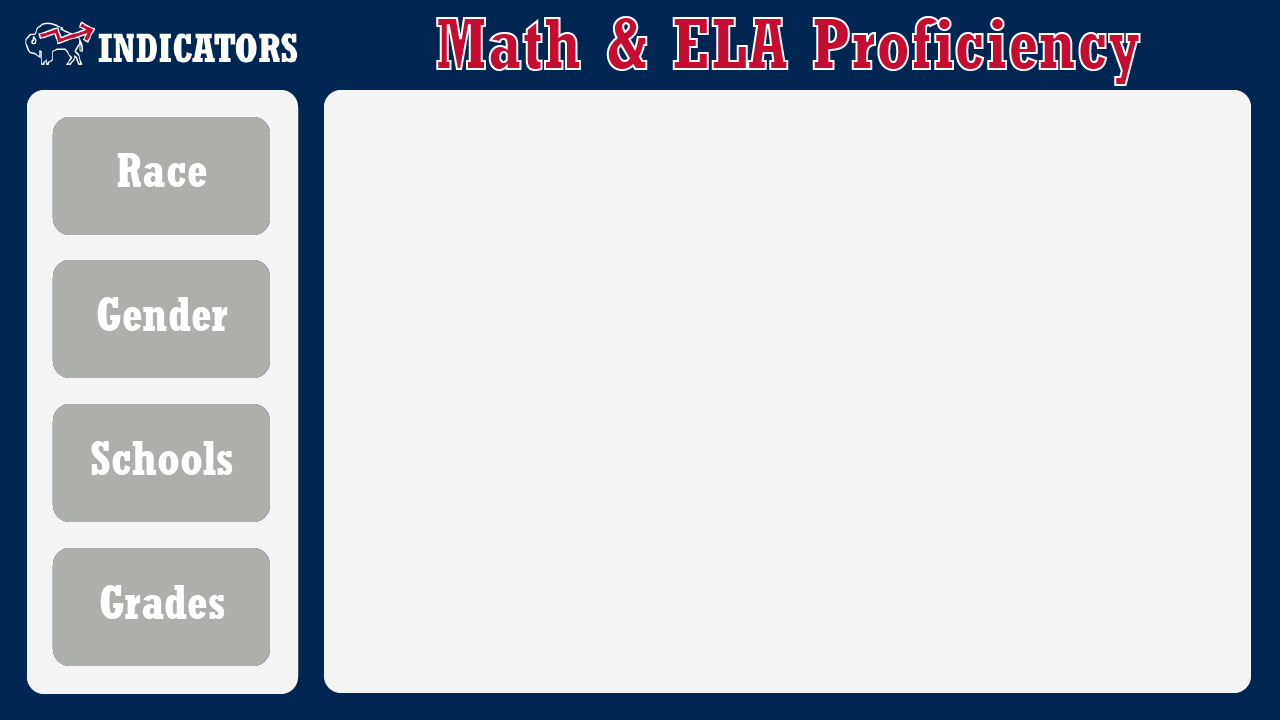 INDICATORS
Math & ELA Proficiency
Race
Gender
Schools
Grades